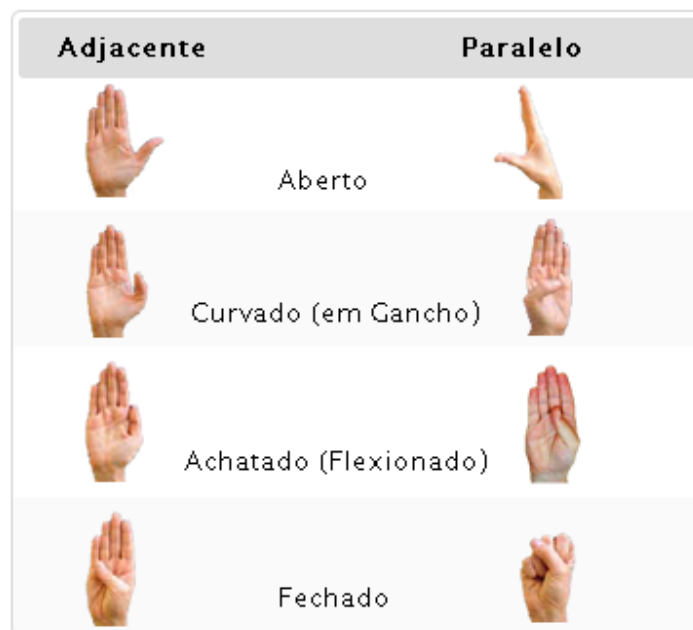 Adjacente Paralelo
Aberto
Curvado (em Gancho)
Achatado (Flexionado)
Fechado